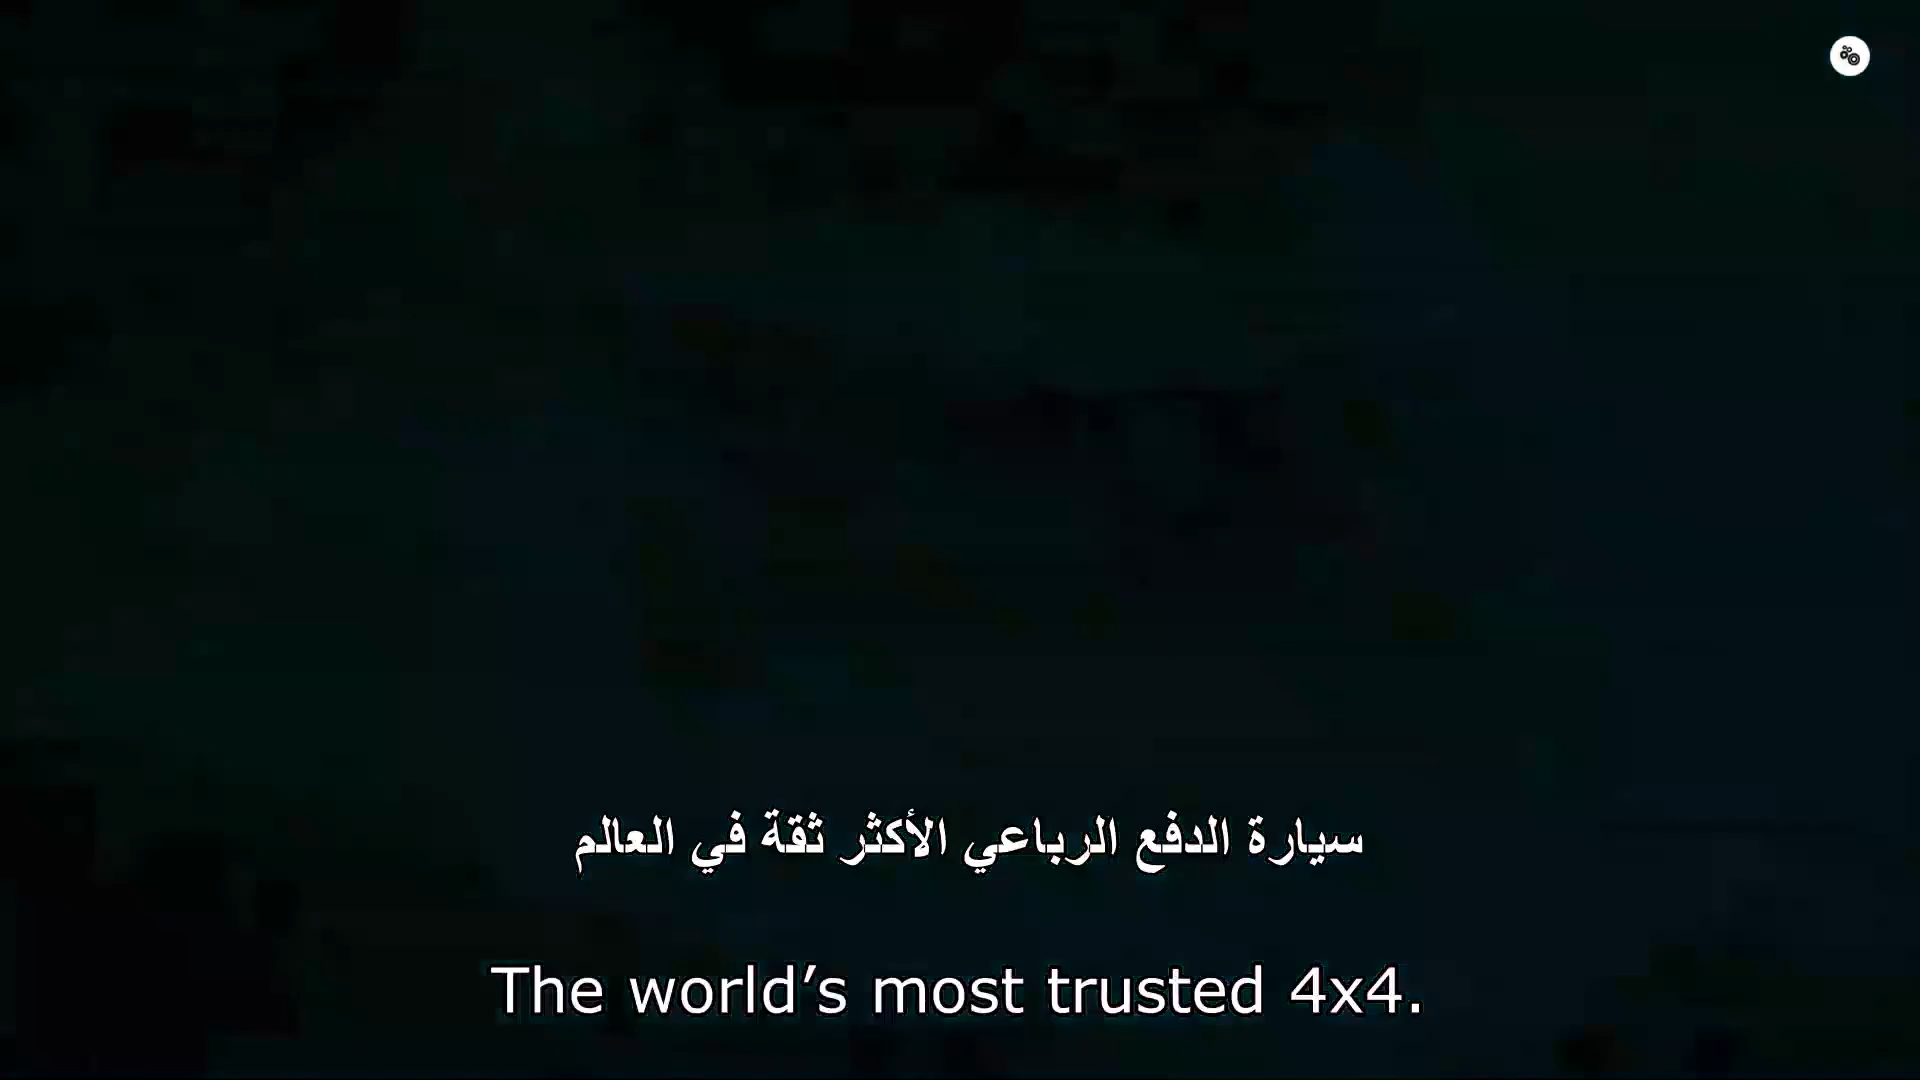 سيارة الدفع الرباعي الأكثر ثقة في العالم
The world’s most trusted 4x4.